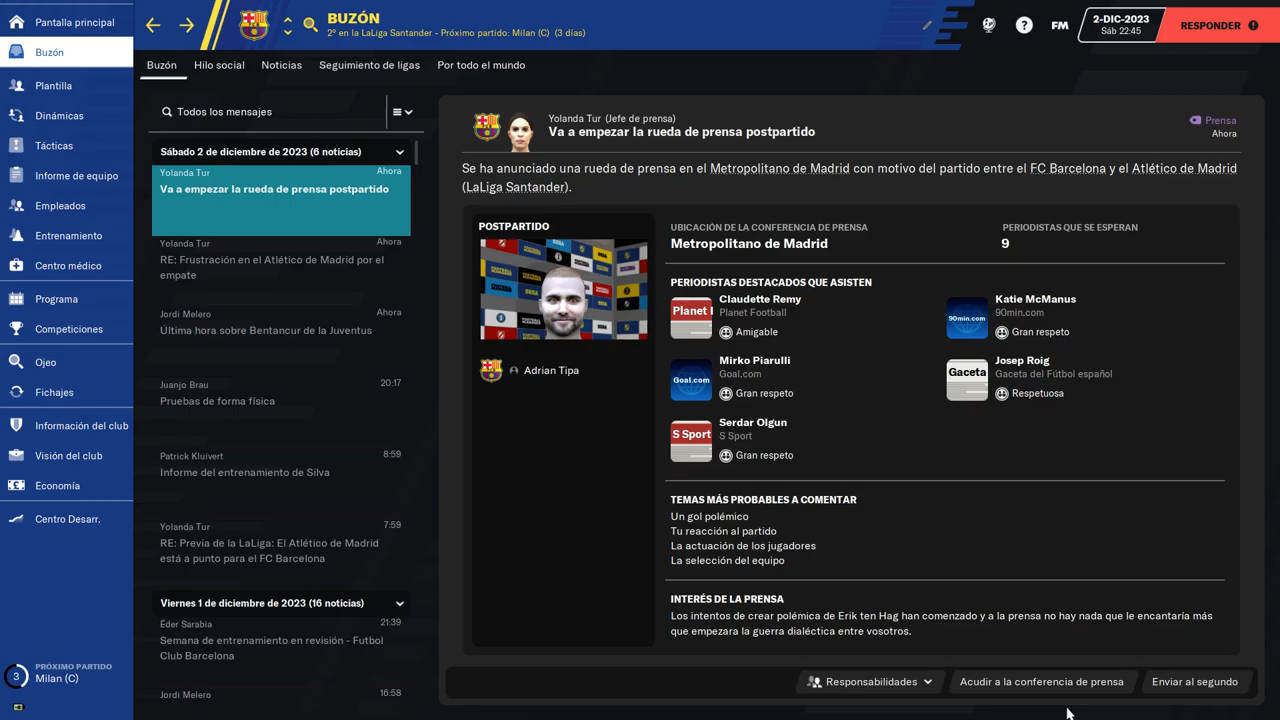 Pantalla principal
Buzón
Plantilla
Dinámicas
Tácticas
Informe de equipo
Empleados
Entrenamiento
Centro médico
Programa
Competiciones
Ojeo
Fichajes
Información del club
Visión del club
Economía
Centro Desarr.
PRÓXIMO PARTIDO
3 Milan (C)
BUZÓN
2º en la LaLiga Santander - Próximo partido: Milan (C) (3 días)
FM
2-DIC-2023
Sáb 22:45
RESPONDER
Buzón Hilo social Noticias Seguimiento de ligas Por todo el mundo
Todos los mensajes
Sábado 2 de diciembre de 2023 (6 noticias)
Yolanda Tur Ahora
Va a empezar la rueda de prensa postpartido
Yolanda Tur Ahora
RE: Frustración en el Atlético de Madrid por el
empate
Jordi Melero Ahora
Última hora sobre Bentancur de la Juventus
Juanjo Brau 20:17
Pruebas de forma física
Patrick Kluivert 8:59
Informe del entrenamiento de Silva
Yolanda Tur 7:59
RE: Previa de la LaLiga: El Atlético de Madrid
está a punto para el FC Barcelona
Viernes 1 de diciembre de 2023 (16 noticias)
Éder Sarabia 21:39
Semana de entrenamiento en revisión - Futbol
Club Barcelona
Jordi Melero 16:58
Yolanda Tur (Jefe de prensa)
Va a empezar la rueda de prensa postpartido
Prensa
Ahora
Se ha anunciado una rueda de prensa en el Metropolitano de Madrid con motivo del partido entre el FC Barcelona y el Atlético de Madrid
(LaLiga Santander).
POSTPARTIDO
Adrian Tipa
UBICACIÓN DE LA CONFERENCIA DE PRENSA
Metropolitano de Madrid
PERIODISTAS QUE SE ESPERAN
9
PERIODISTAS DESTACADOS QUE ASISTEN
Planet
Claudette Remy
Planet Football
Amigable
90min.com
Katie McManus
90min.com
Gran respeto
Goal.com
Mirko Piarulli
Goal.com
Gran respeto
Gaceta
Josep Roig
Gaceta del Fútbol español
Respetuosa
S Sport
Serdar Olgun
S Sport
Gran respeto
TEMAS MÁS PROBABLES A COMENTAR
Un gol polémico
Tu reacción al partido
La actuación de los jugadores
La selección del equipo
INTERÉS DE LA PRENSA
Los intentos de crear polémica de Erik ten Hag han comenzado y a la prensa no hay nada que le encantaría más
que empezara la guerra dialéctica entre vosotros.
Responsabilidades
Acudir a la conferencia de prensa
Enviar al segundo